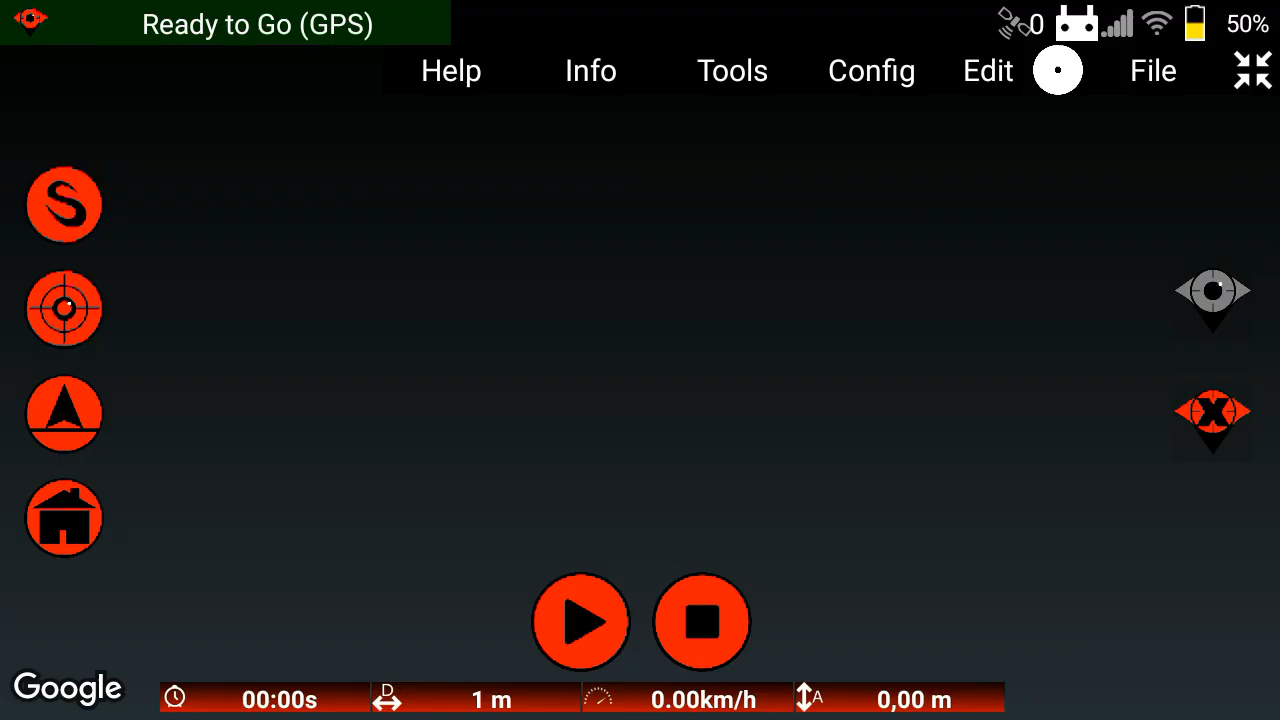 Ready to Go (GPS)
0
50%
Help Info Tools Config Edit File
S
X
Google
00:00s
D
1 m
0.00km/h
A
0,00 m